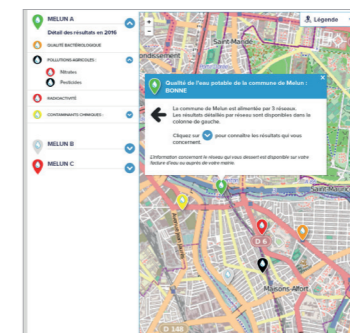 MELUN A
Détail des résultats en 2016
QUALITÉ BACTÉRIOLOGIQUE
POLLUTIONS AGRICOLES :
Nitrates
Pesticides
RADIOACTIVITÉ
CONTAMINANTS CHIMIQUES :
MELUN B
MELUN C
+
-
Légende
Saint-Mandé
ondissement
Qualité de l'eau potable de la commune de Melun :
BONNE
La commune de Melun est alimentée par 3 réseaux.
Les résultats détaillés par réseau sont disponibles dans la
colonne de gauche.
Cliquez sur pour connaître les résultats qui vous
concernent.
L'information concernant le réseau qui vous dessert est disponible sur votre
facture d'eau ou auprès de votre mairie.
Saint-Mauric
D 6
Maisons-Alfort
D 148